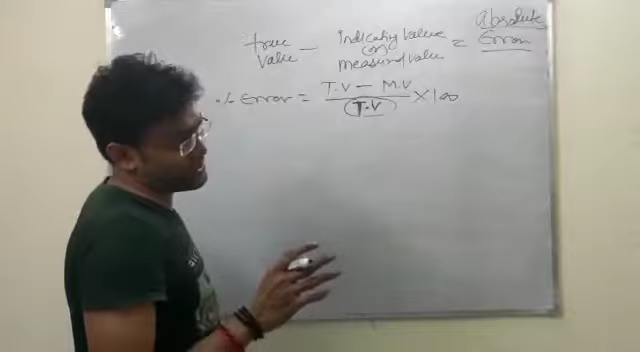 true value - Indicating value (or) measured value = Absolute Error
% Error = T.V - M.V / T.V × 100